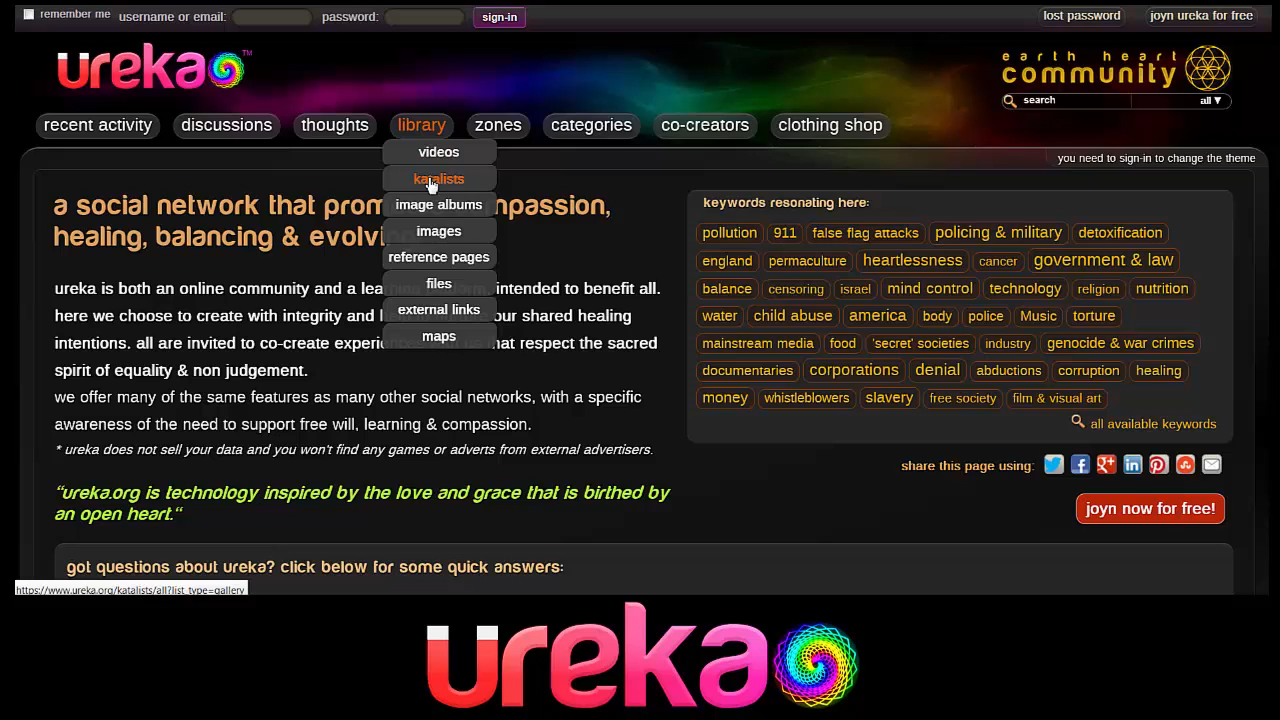 remember me username or email: password: sign-in lost password joyn ureka for free
ureka™
earth heart
community
search all ▼
recent activity discussions thoughts library zones categories co-creators clothing shop
videos
katalists
image albums
images
reference pages
files
external links
maps
you need to sign-in to change the theme
a social network that
healing, balancing & evolving
ureka is both an online community and a intended to benefit all.
here we choose to create with integrity and our shared healing
intentions. all are invited to co-create that respect the sacred
spirit of equality & non judgement.
we offer many of the same features as many other social networks, with a specific
awareness of the need to support free will, learning & compassion.
* ureka does not sell your data and you won't find any games or adverts from external advertisers.
“ureka.org is technology inspired by the love and grace that is birthed by
an open heart.“
keywords resonating here:
pollution 911 false flag attacks policing & military detoxification
england permaculture heartlessness cancer government & law
balance censoring israel mind control technology religion nutrition
water child abuse america body police Music torture
mainstream media food 'secret' societies industry genocide & war crimes
documentaries corporations denial abductions corruption healing
money whistleblowers slavery free society film & visual art
all available keywords
share this page using:
joyn now for free!
got questions about ureka? click below for some quick answers:
https://www.ureka.org/katalists/all?list_type=gallery
ureka